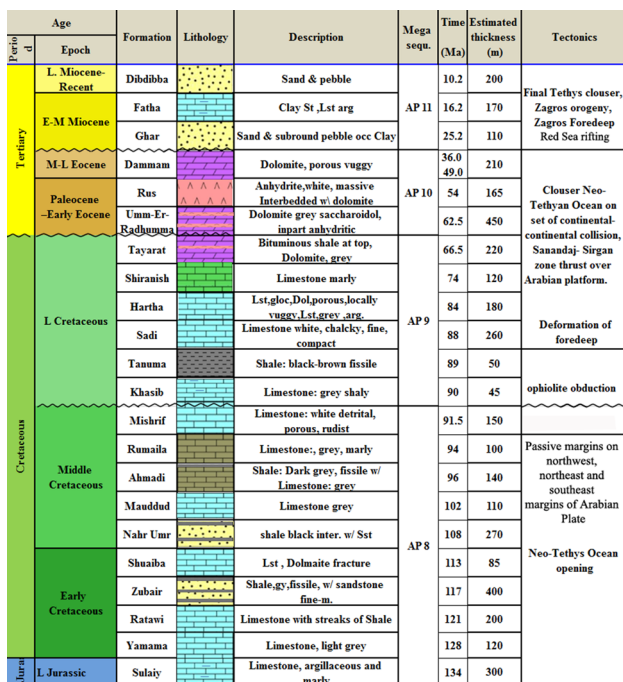 Age
Perio
d
Epoch
Formation
Lithology
Description
Mega
sequ.
Time
(Ma)
Estimated
thickness
(m)
Tectonics
Tertiary
L. Miocene-
Recent
Dibdibba
Sand & pebble
10.2
200
E-M Miocene
Fatha
Clay St ,Lst arg
AP 11
16.2
170
Ghar
Sand & subround pebble occ Clay
25.2
110
Final Tethys clouser,
Zagros orogeny,
Zagros Foredeep
Red Sea rifting
M-L Eocene
Dammam
Dolomite, porous vuggy
36.0
49.0
210
Paleocene
–Early Eocene
Rus
Anhydrite,white, massive
Interbedded w\ dolomite
AP 10
54
165
Umm-Er-
Radhumma
Dolomite grey saccharoidol,
inpart anhydritic
62.5
450
Clouser Neo-
Tethyan Ocean on
set of continental-
continental collision,
Sanandaj- Sirgan
zone thrust over
Arabian platform.
Cretaceous
L Cretaceous
Tayarat
Bituminous shale at top,
Dolomite, grey
66.5
220
Shiranish
Limestone marly
74
120
Hartha
Lst,gloc,Dol,porous,locally
vuggy,Lst,grey ,arg.
AP 9
84
180
Sadi
Limestone white, chalcky, fine,
compact
88
260
Deformation of
foredeep
Tanuma
Shale: black-brown fissile
89
50
Khasib
Limestone: grey shaly
90
45
ophiolite obduction
Middle
Cretaceous
Mishrif
Limestone: white detrital,
porous, rudist
91.5
150
Rumaila
Limestone:, grey, marly
94
100
Ahmadi
Shale: Dark grey, fissile w/
Limestone: grey
96
140
Mauddud
Limestone grey
102
110
Nahr Umr
shale black inter. w/ Sst
108
270
Passive margins on
northwest,
northeast and
southeast
margins of Arabian
Plate
AP 8
Early
Cretaceous
Shuaiba
Lst , Dolmaite fracture
113
85
Neo-Tethys Ocean
opening
Zubair
Shale,gy,fissile, w/ sandstone
fine-m.
117
400
Ratawi
Limestone with streaks of Shale
121
200
Yamama
Limestone, light grey
128
120
Juras
L Jurassic
Sulaiy
Limestone, argillaceous and
marly
134
300